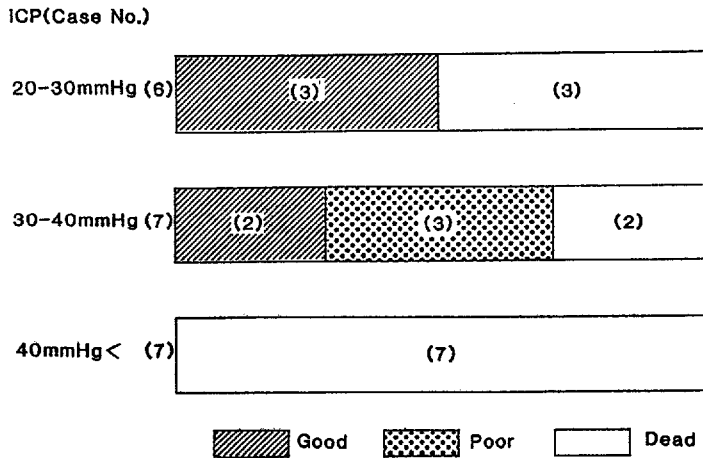 ICP(Case No.)
20-30mmHg (6) (3) (3)
30-40mmHg (7) (2) (3) (2)
40mmHg< (7) (7)
Good Poor Dead